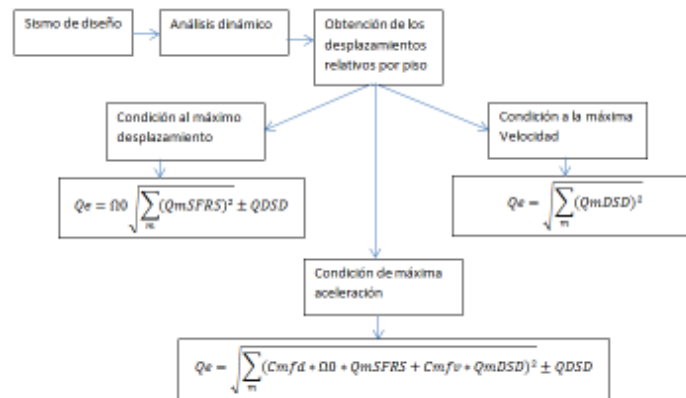 Sismo de diseño
Análisis dinámico
Obtención de los
desplazamientos
relativos por piso
Condición al máximo
desplazamiento
Condición a la máxima
Velocidad
Qe = Ω0 √∑m(QmSFRS)² ± QDSD
Qe = √∑m(QmDSD)²
Condición de máxima
aceleración
Qe = √∑m(Cmfd * Ω0 * QmSFRS + Cmfv * QmDSD)² ± QDSD